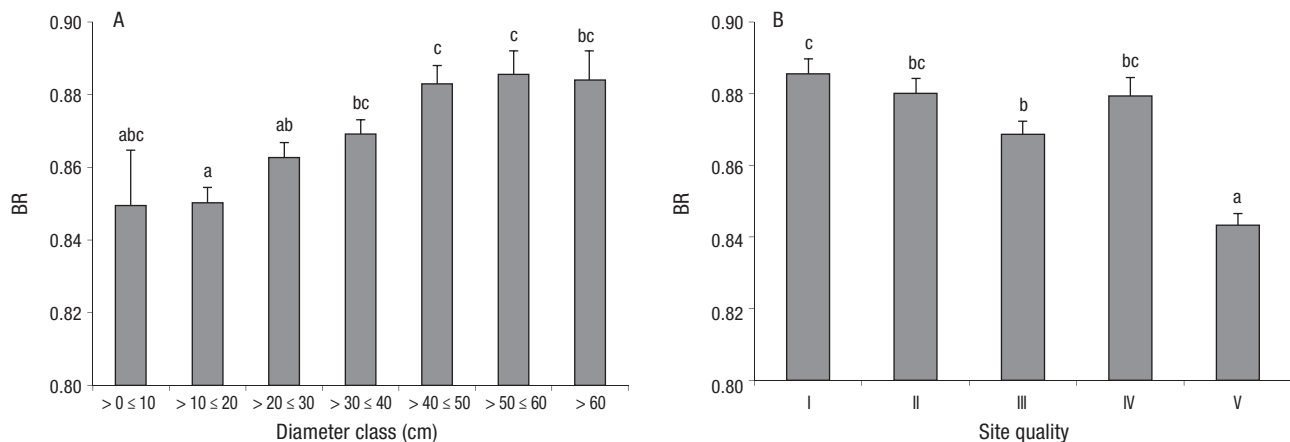 A
BR
0.90
0.88
0.86
0.84
0.82
0.80
abc
a
ab
bc
c
c
bc
> 0 ≤ 10
> 10 ≤ 20
> 20 ≤ 30
> 30 ≤ 40
> 40 ≤ 50
> 50 ≤ 60
> 60
Diameter class (cm)
B
BR
0.90
0.88
0.86
0.84
0.82
0.80
c
bc
b
bc
a
I
II
III
IV
V
Site quality